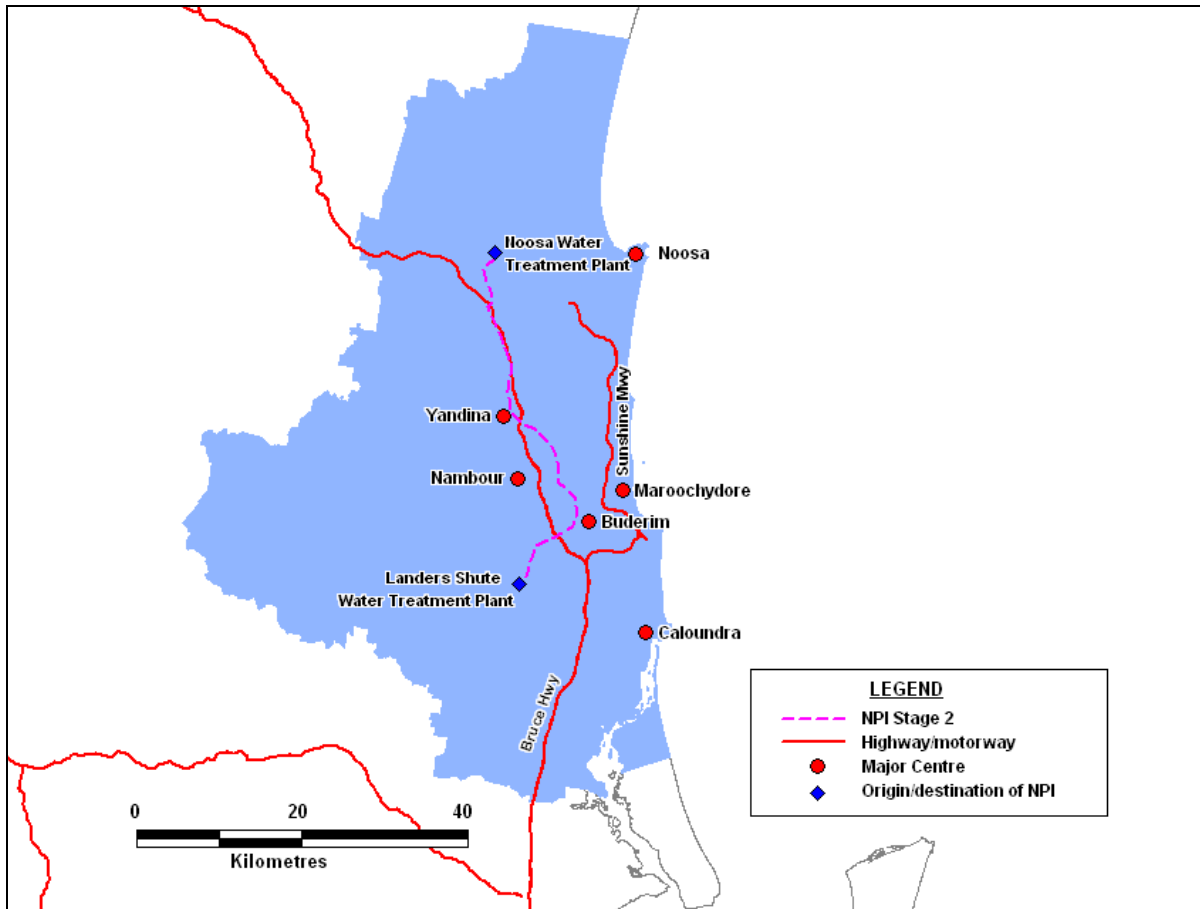 Noosa Water
Treatment Plant
Noosa
Sunshine Mwy
Yandina
Nambour
Maroochydore
Buderim
Landers Shute
Water Treatment Plant
Caloundra
Bruce Hwy
LEGEND
NPI Stage 2
Highway/motorway
Major Centre
Origin/destination of NPI
0 20 40
Kilometres